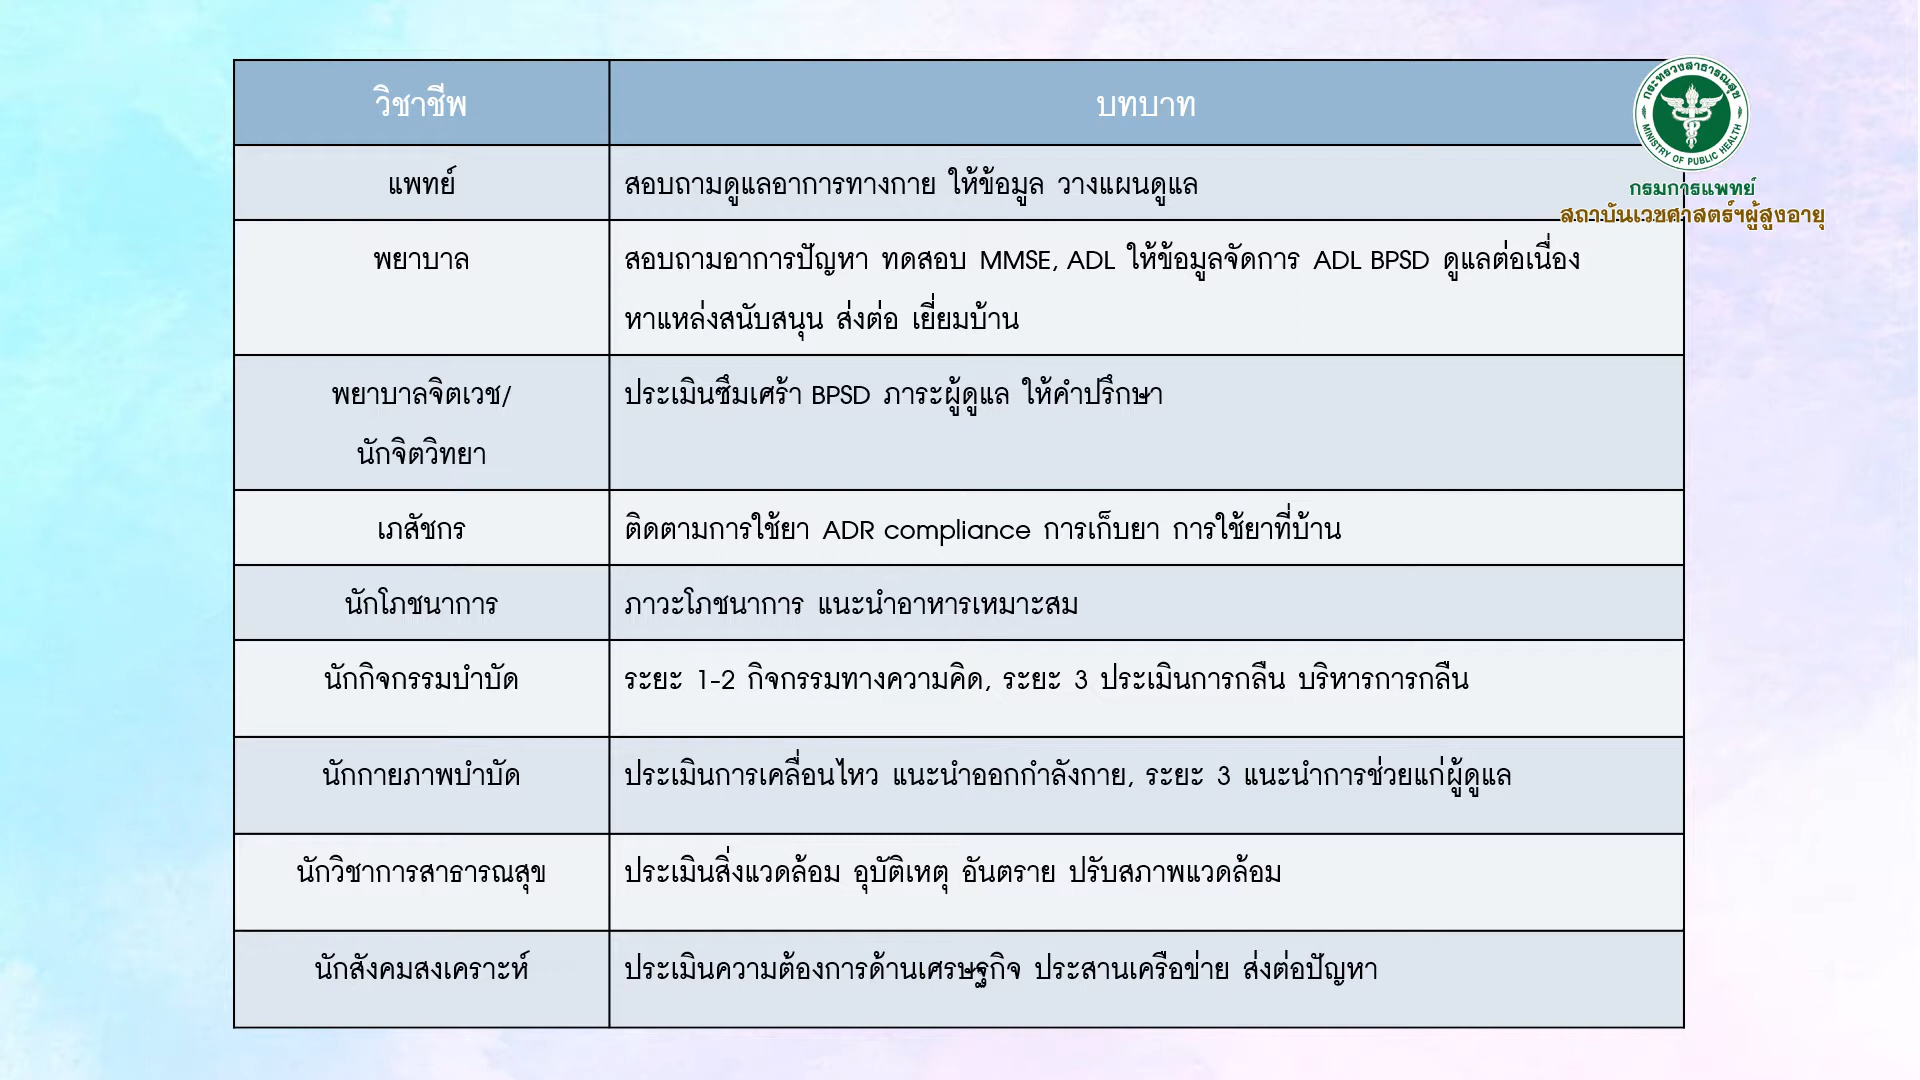 วิชาชีพ บทบาท
แพทย์ สอบถามดูแลอาการทางกาย ให้ข้อมูล วางแผนดูแล
พยาบาล สอบถามอาการปัญหา ทดสอบ MMSE, ADL ให้ข้อมูลจัดการ ADL BPSD ดูแลต่อเนื่อง
หาแหล่งสนับสนุน ส่งต่อ เยี่ยมบ้าน
พยาบาลจิตเวช/ ประเมินซึมเศร้า BPSD ภาระผู้ดูแล ให้คำปรึกษา
นักจิตวิทยา
เภสัชกร ติดตามการใช้ยา ADR compliance การเก็บยา การใช้ยาที่บ้าน
นักโภชนาการ ภาวะโภชนาการ แนะนำอาหารเหมาะสม
นักกิจกรรมบำบัด ระยะ 1-2 กิจกรรมทางความคิด, ระยะ 3 ประเมินการกลืน บริหารการกลืน
นักกายภาพบำบัด ประเมินการเคลื่อนไหว แนะนำออกกำลังกาย, ระยะ 3 แนะนำการช่วยแก่ผู้ดูแล
นักวิชาการสาธารณสุข ประเมินสิ่งแวดล้อม อุบัติเหตุ อันตราย ปรับสภาพแวดล้อม
นักสังคมสงเคราะห์ ประเมินความต้องการด้านเศรษฐกิจ ประสานเครือข่าย ส่งต่อปัญหา
กระทรวงสาธารณสุข
MINISTRY OF PUBLIC HEALTH
กรมการแพทย์
สถาบันเวชศาสตร์ฯผู้สูงอายุ